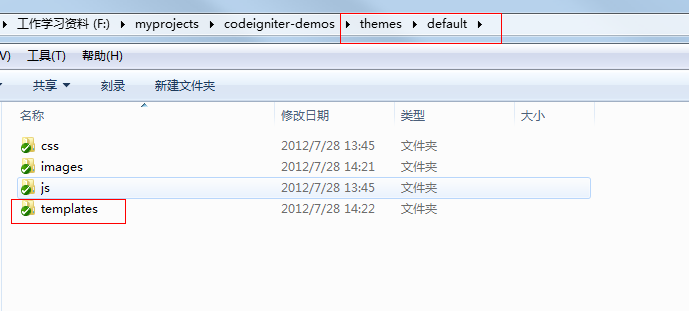 工作学习资料 (F:) myprojects codeigniter-demos themes default
V) 工具(T) 帮助(H)
共享 刻录 新建文件夹
名称 修改日期 类型 大小
css 2012/7/28 13:45 文件夹
images 2012/7/28 14:21 文件夹
js 2012/7/28 13:45 文件夹
templates 2012/7/28 14:22 文件夹